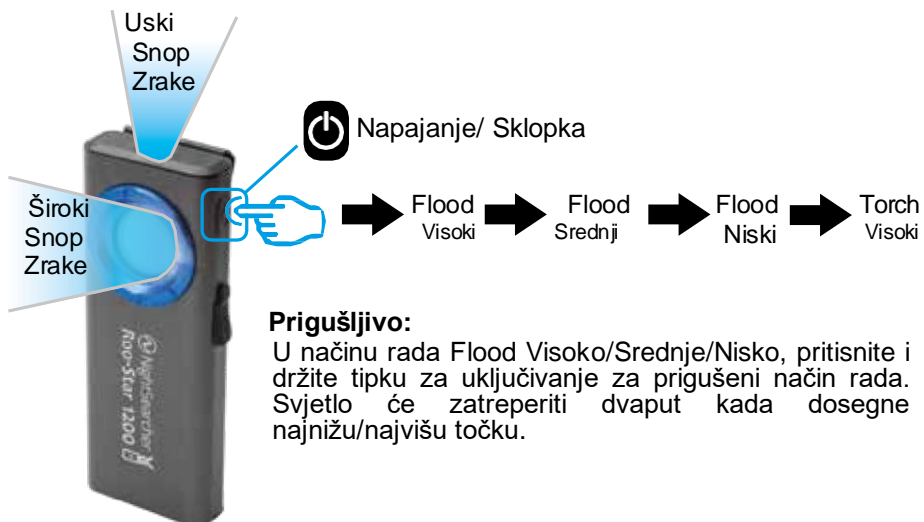 Uski
Snop
Zrake
Napajanje/ Sklopka
Široki
Snop
Zrake
Flood
Visoki
Flood
Srednji
Flood
Niski
Torch
Visoki
NightSearcher
Roo-Star 1200
Prigušljivo:
U načinu rada Flood Visoko/Srednje/Nisko, pritisnite i
držite tipku za uključivanje za prigušeni način rada.
Svjetlo će zatreperiti dvaput kada dosegne
najnižu/najvišu točku.